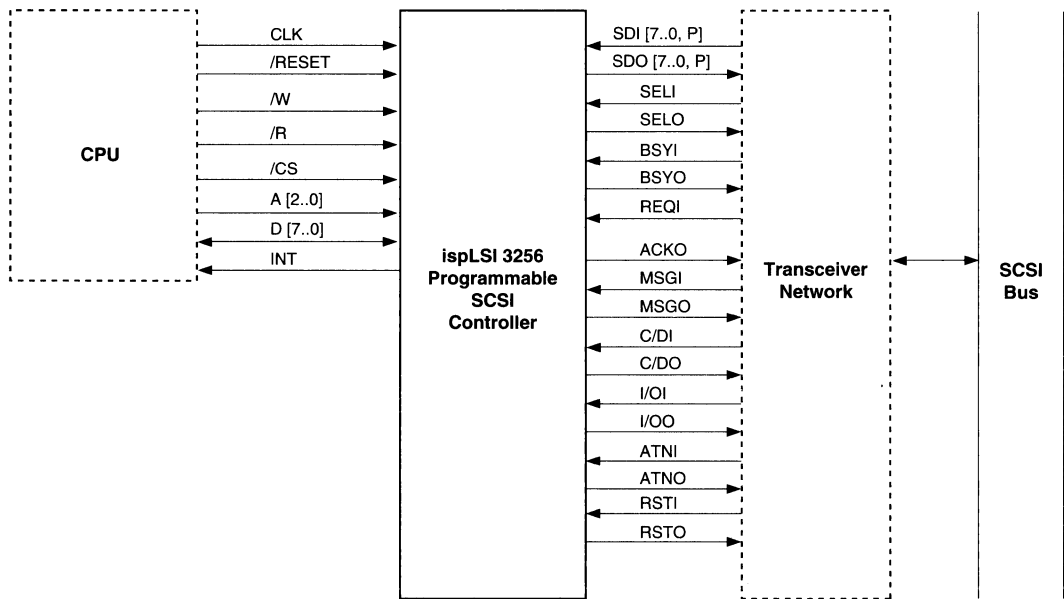 CPU
CLK
/RESET
/W
/R
/CS
A [2..0]
D [7..0]
INT
ispLSI 3256
Programmable
SCSI
Controller
SDI [7..0, P]
SDO [7..0, P]
SELI
SELO
BSYI
BSYO
REQI
ACKO
MSGI
MSGO
C/DI
C/DO
I/OI
I/OO
ATNI
ATNO
RSTI
RSTO
Transceiver
Network
SCSI
Bus